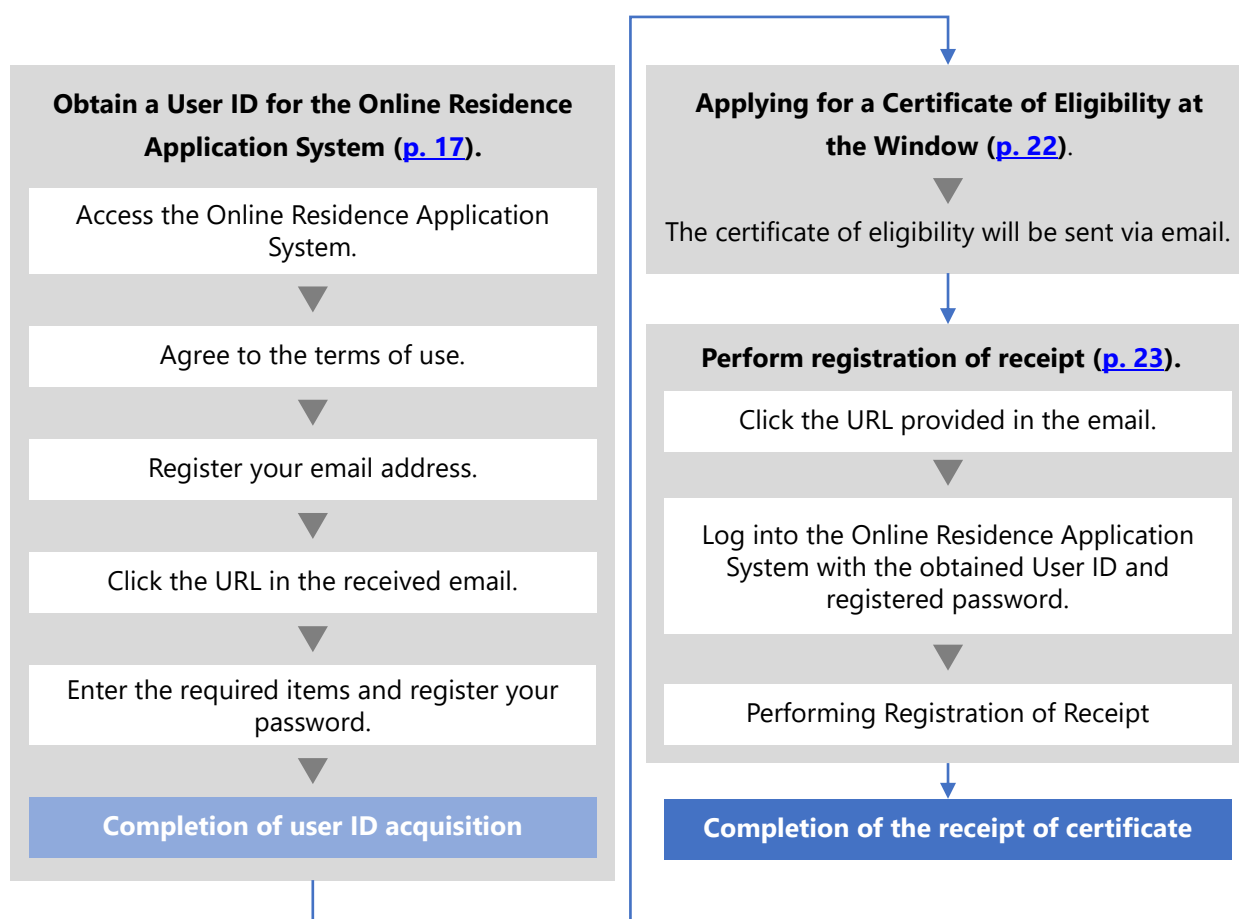 Obtain a User ID for the Online Residence
Application System (p. 17).
Access the Online Residence Application
System.
Agree to the terms of use.
Register your email address.
Click the URL in the received email.
Enter the required items and register your
password.
Completion of user ID acquisition
Applying for a Certificate of Eligibility at
the Window (p. 22).
The certificate of eligibility will be sent via email.
Perform registration of receipt (p. 23).
Click the URL provided in the email.
Log into the Online Residence Application
System with the obtained User ID and
registered password.
Performing Registration of Receipt
Completion of the receipt of certificate